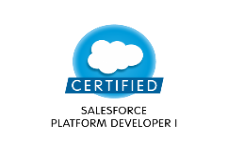 CERTIFIED
SALESFORCE
PLATFORM DEVELOPER I